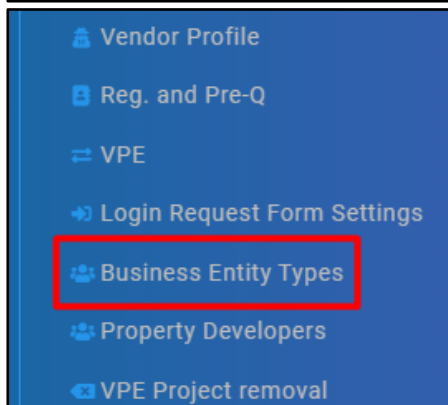 Vendor Profile
Reg. and Pre-Q
VPE
Login Request Form Settings
Business Entity Types
Property Developers
VPE Project removal